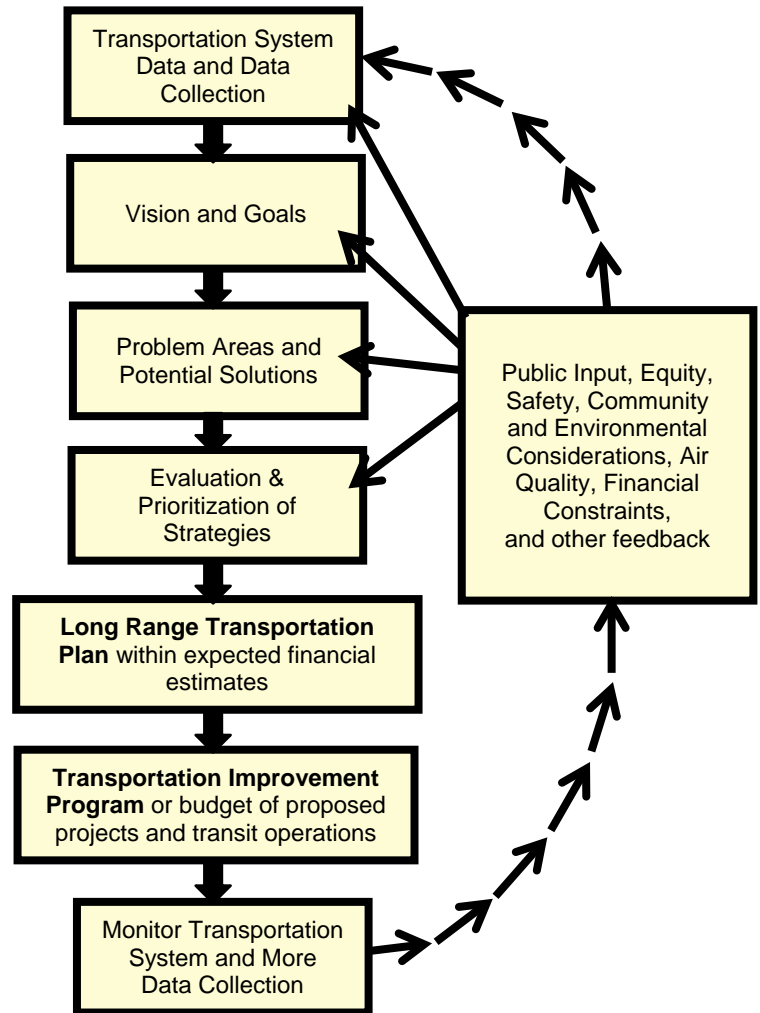 Transportation System
Data and Data
Collection
Vision and Goals
Problem Areas and
Potential Solutions
Evaluation &
Prioritization of
Strategies
Long Range Transportation
Plan within expected financial
estimates
Transportation Improvement
Program or budget of proposed
projects and transit operations
Monitor Transportation
System and More
Data Collection
Public Input, Equity,
Safety, Community
and Environmental
Considerations, Air
Quality, Financial
Constraints,
and other feedback